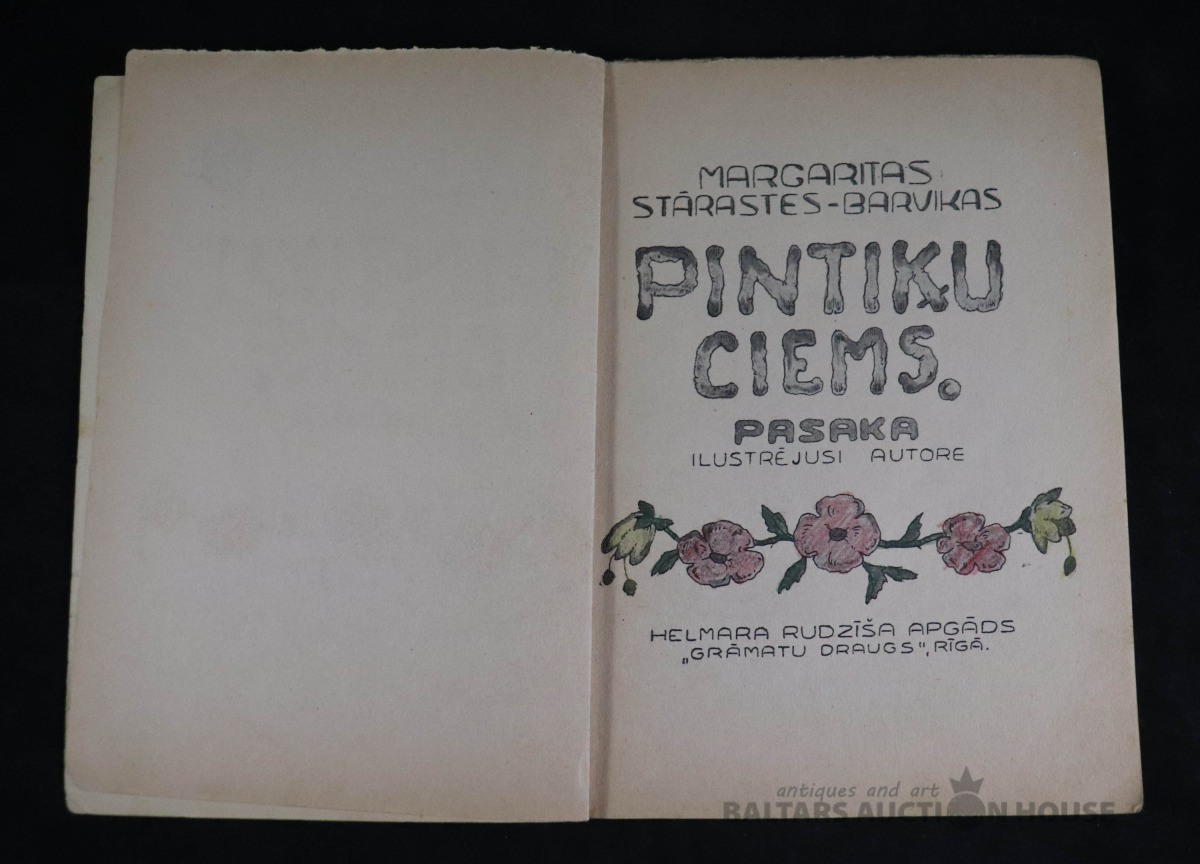 MARGARITAS
STĀRASTES-BARVIKAS
PINTIĶU
CIEMS.
PASAKA
ILUSTRĒJUSI AUTORE
HELMARA RUDZĪŠA APGĀDS
„GRĀMATU DRAUGS", RĪGĀ.
antiques and art
BALTARS AUCTION HOUSE